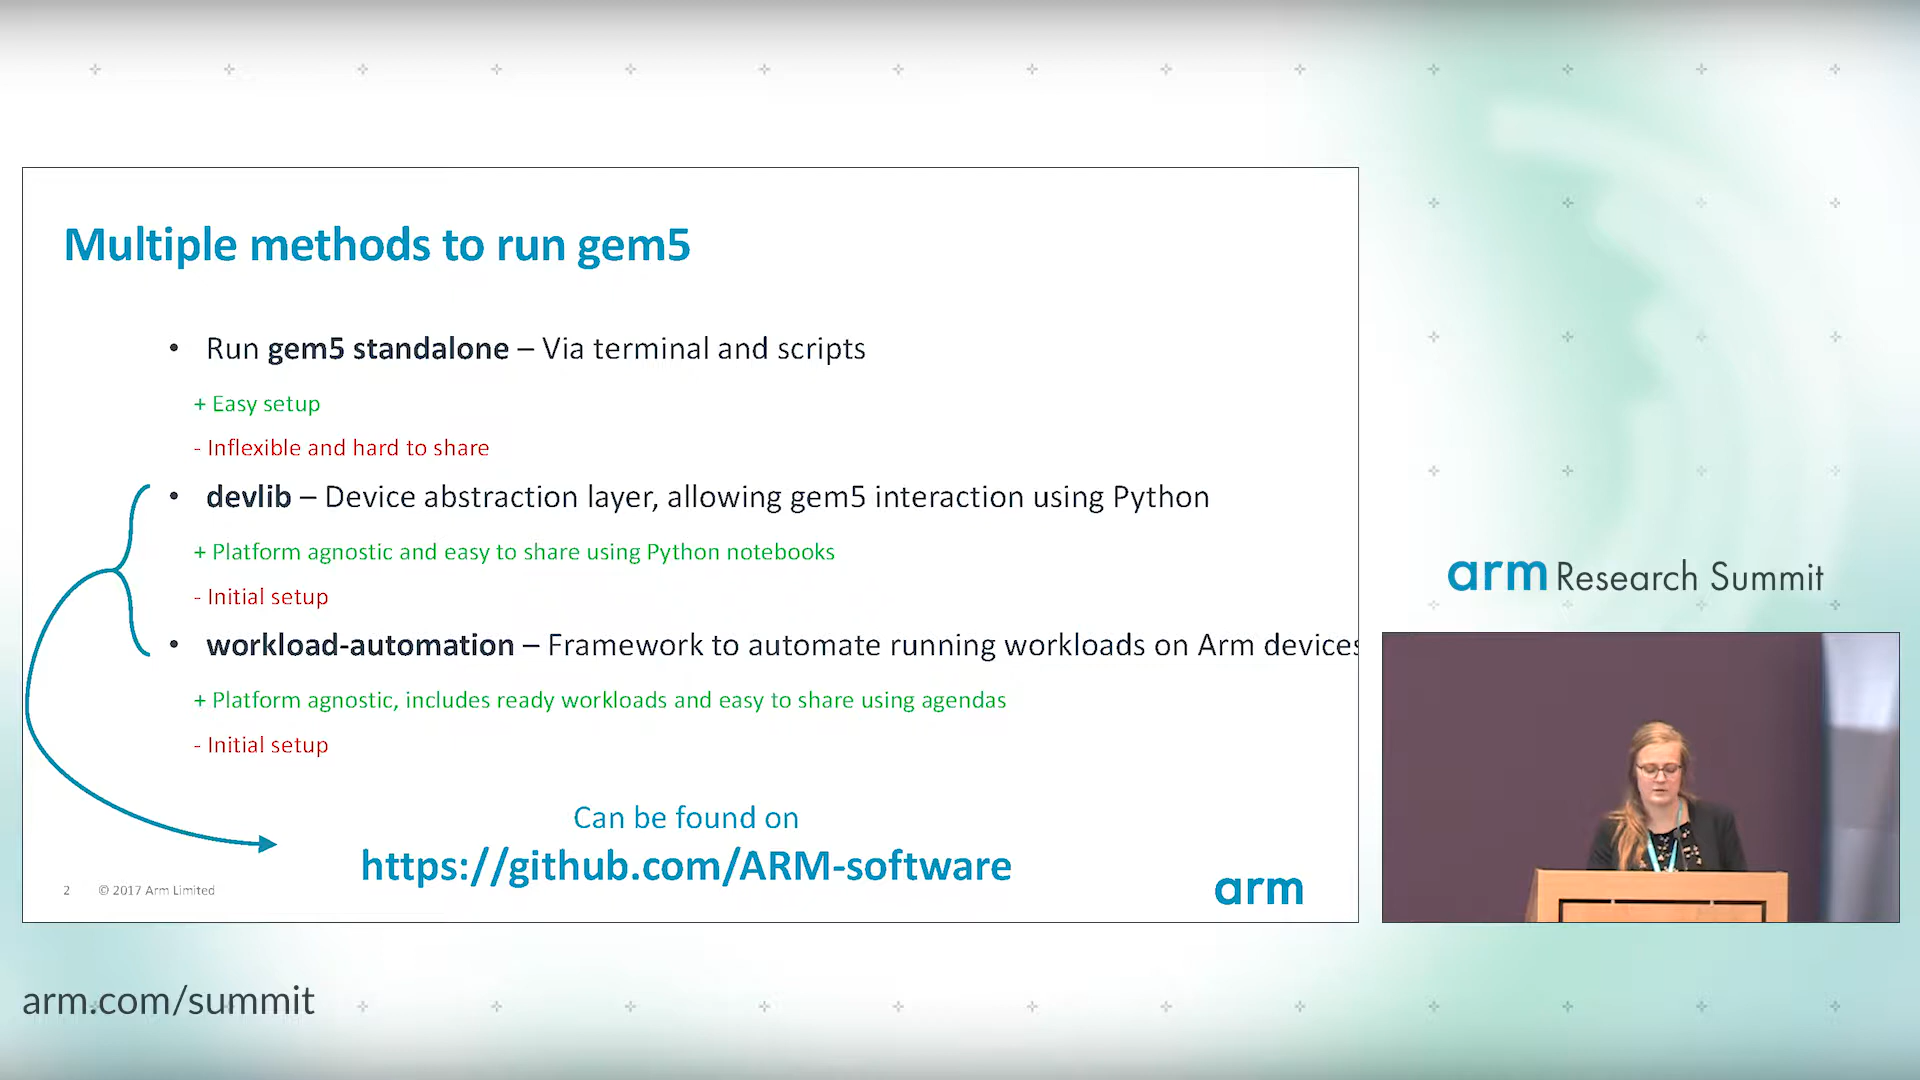 Multiple methods to run gem5
• Run gem5 standalone – Via terminal and scripts
+ Easy setup
- Inflexible and hard to share
• devlib – Device abstraction layer, allowing gem5 interaction using Python
+ Platform agnostic and easy to share using Python notebooks
- Initial setup
• workload-automation – Framework to automate running workloads on Arm devices
+ Platform agnostic, includes ready workloads and easy to share using agendas
- Initial setup
Can be found on
https://github.com/ARM-software
2 © 2017 Arm Limited
arm
arm Research Summit
arm.com/summit